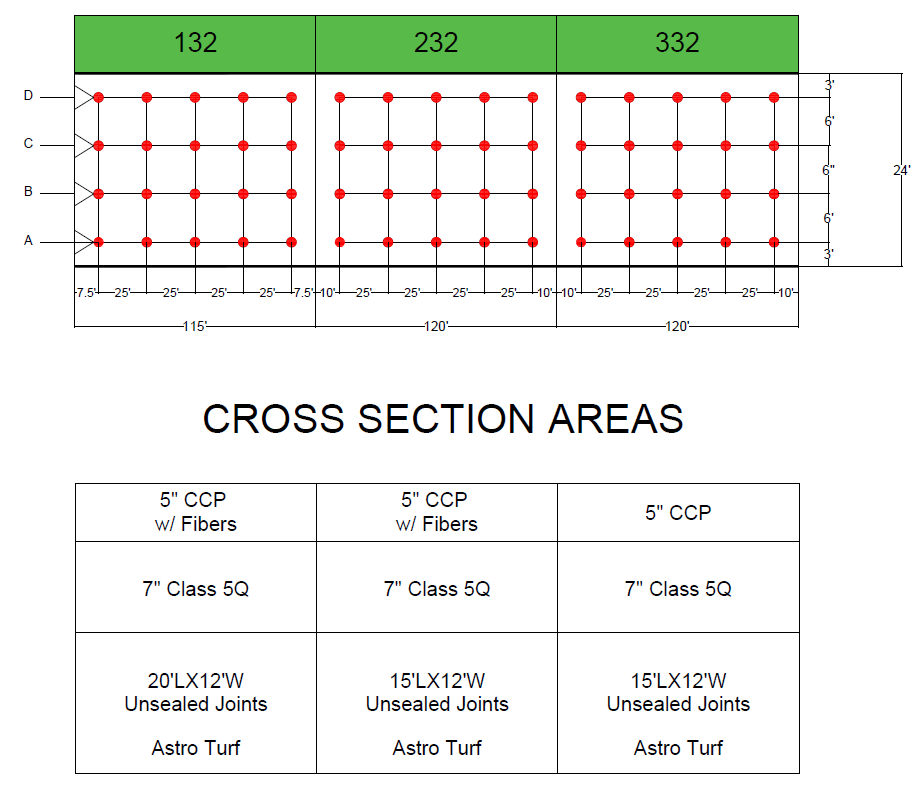 132 232 332
D
3'
C
6'
B
6"
24'
6'
A
3'
7.5' 25' 25' 25' 25' 7.5' 10' 25' 25' 25' 25' 10' 10' 25' 25' 25' 25' 10'
115' 120' 120'
CROSS SECTION AREAS
5" CCP
w/ Fibers
5" CCP
w/ Fibers
5" CCP
7" Class 5Q
7" Class 5Q
7" Class 5Q
20'LX12'W
Unsealed Joints
Astro Turf
15'LX12'W
Unsealed Joints
Astro Turf
15'LX12'W
Unsealed Joints
Astro Turf